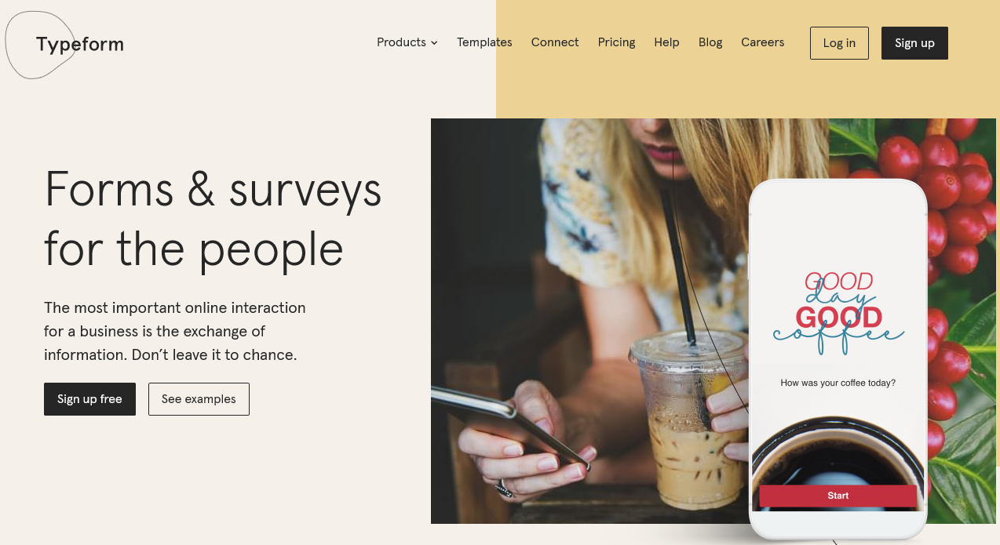 Typeform
Products
Templates
Connect
Pricing
Help
Blog
Careers
Log in
Sign up
Forms & surveys
for the people
The most important online interaction
for a business is the exchange of
information. Don’t leave it to chance.
Sign up free
See examples
GOOD
day
GOOD
coffee
How was your coffee today?
Start